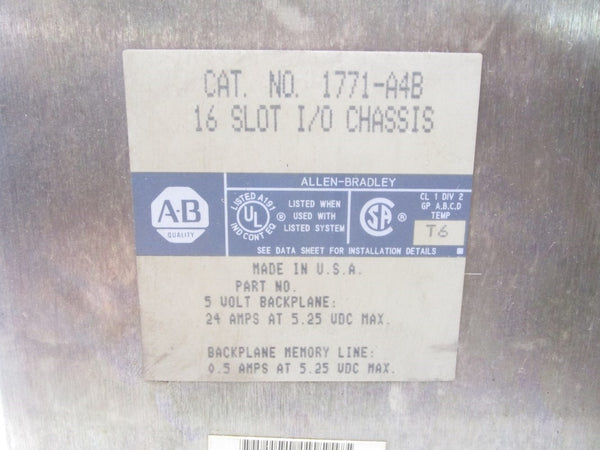 CAT. NO. 1771-A4B
16 SLOT I/O CHASSIS
ALLEN-BRADLEY
A-B
QUALITY
LISTED A191
UL
IND CONT EQ
®
LISTED WHEN
USED WITH
LISTED SYSTEM
SA
®
CL 1 DIV 2
GP A,B,C,D
TEMP
T6
SEE DATA SHEET FOR INSTALLATION DETAILS
MADE IN U.S.A.
PART NO.
5 VOLT BACKPLANE:
24 AMPS AT 5.25 VDC MAX.
BACKPLANE MEMORY LINE:
0.5 AMPS AT 5.25 VDC MAX.